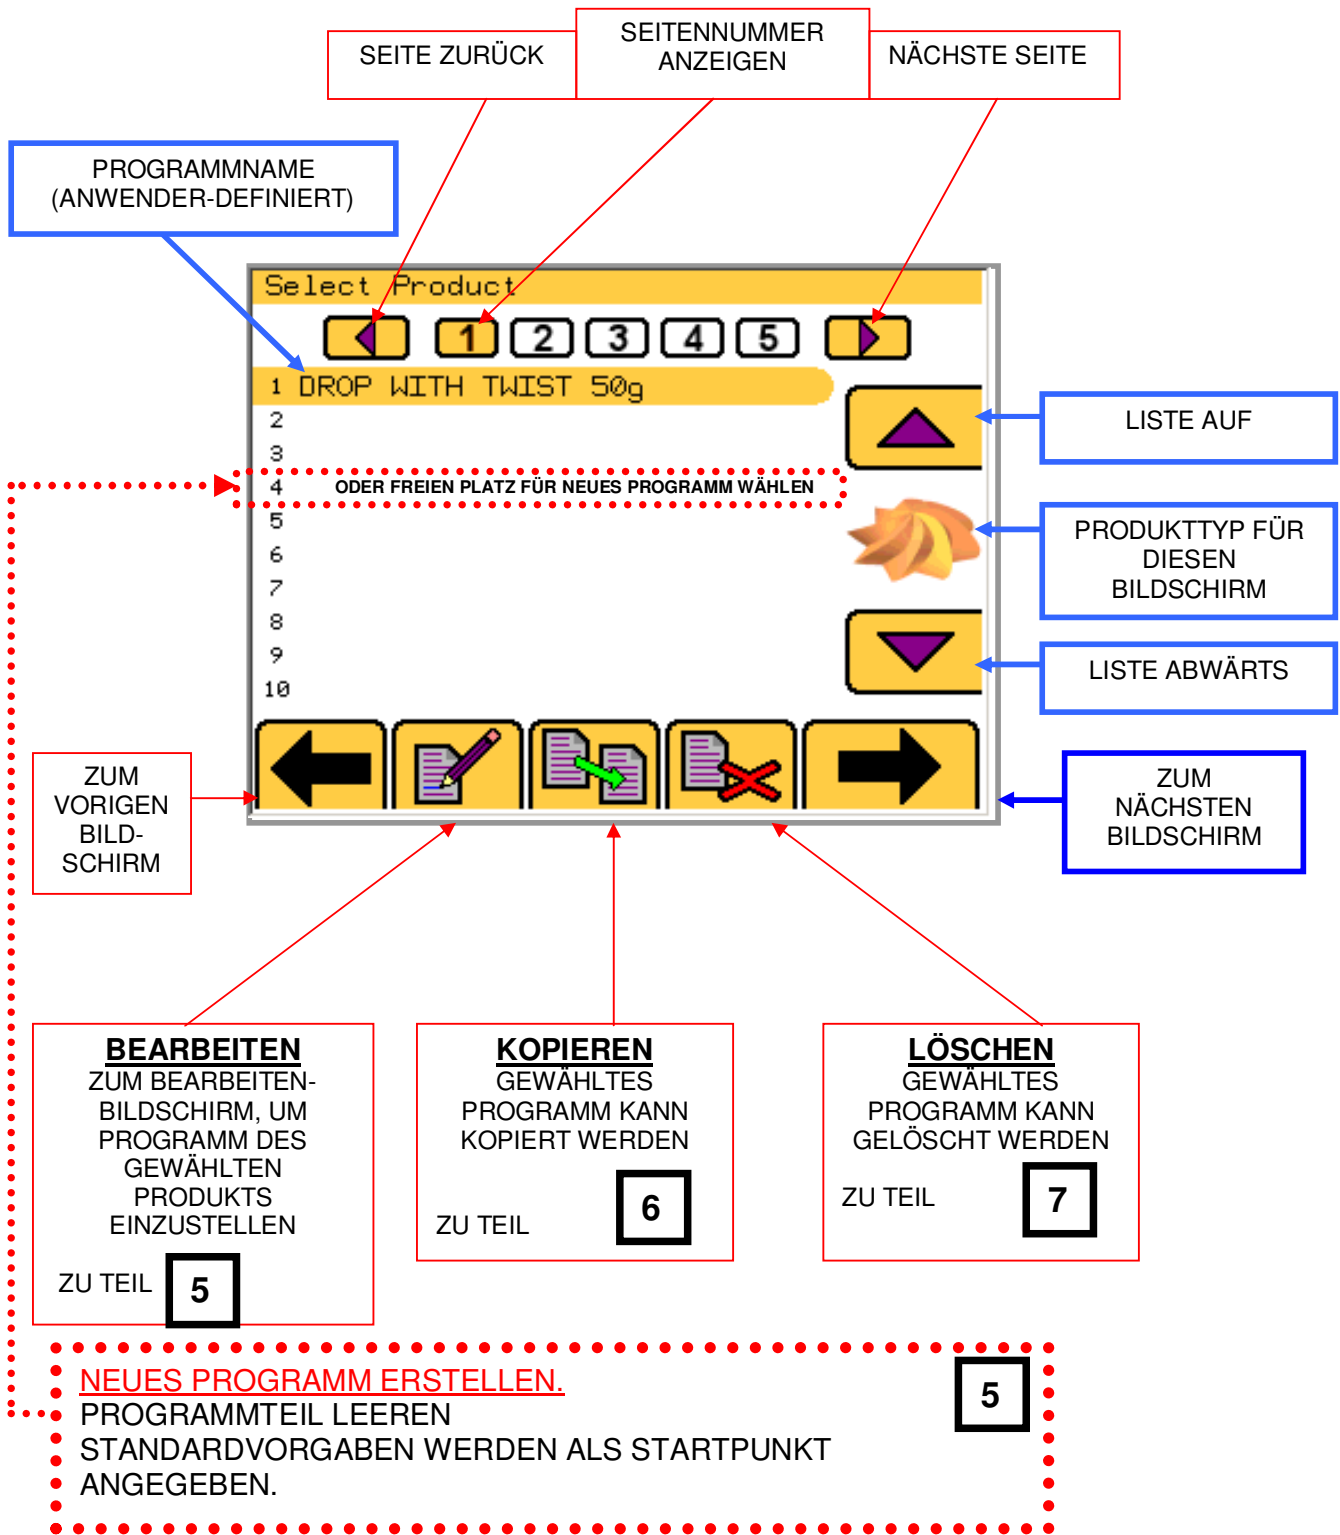 SEITE ZURÜCK
SEITENNUMMER
ANZEIGEN
NÄCHSTE SEITE
PROGRAMMNAME
(ANWENDER-DEFINIERT)
Select Product
1 2 3 4 5
1 DROP WITH TWIST 50g
2
3
4 ODER FREIEN PLATZ FÜR NEUES PROGRAMM WÄHLEN
5
6
7
8
9
10
LISTE AUF
PRODUKTTYP FÜR
DIESEN
BILDSCHIRM
LISTE ABWÄRTS
ZUM
VORIGEN
BILD-
SCHIRM
ZUM
NÄCHSTEN
BILDSCHIRM
BEARBEITEN
ZUM BEARBEITEN-
BILDSCHIRM, UM
PROGRAMM DES
GEWÄHLTEN
PRODUKTS
EINZUSTELLEN
ZU TEIL 5
KOPIEREN
GEWÄHLTES
PROGRAMM KANN
KOPIERT WERDEN
ZU TEIL 6
LÖSCHEN
GEWÄHLTES
PROGRAMM KANN
GELÖSCHT WERDEN
ZU TEIL 7
NEUES PROGRAMM ERSTELLEN.
PROGRAMMTEIL LEEREN
STANDARDVORGABEN WERDEN ALS STARTPUNKT
ANGEGEBEN.
5